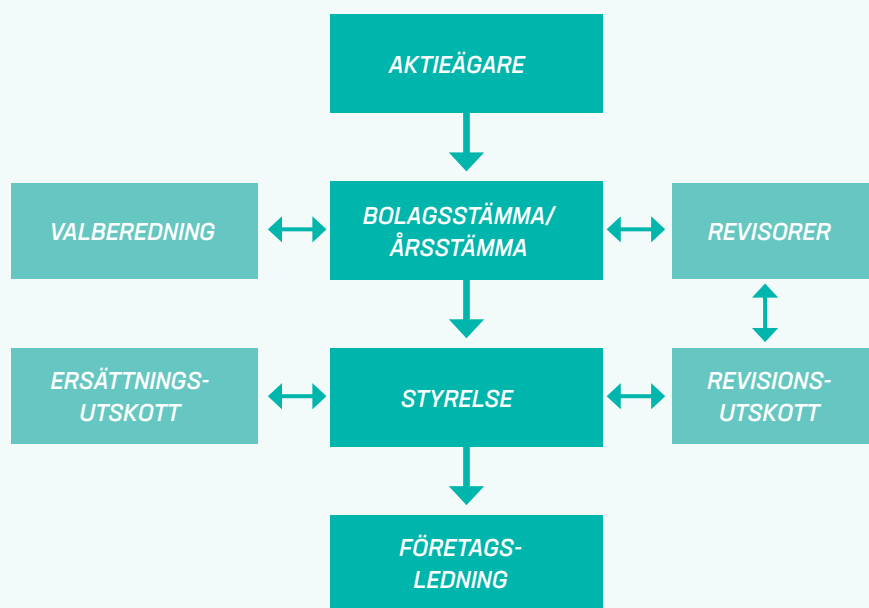 AKTIEÄGARE
VALBEREDNING
BOLAGSSTÄMMA/
ÅRSSTÄMMA
REVISORER
ERSÄTTNINGS-
UTSKOTT
STYRELSE
REVISIONS-
UTSKOTT
FÖRETAGS-
LEDNING